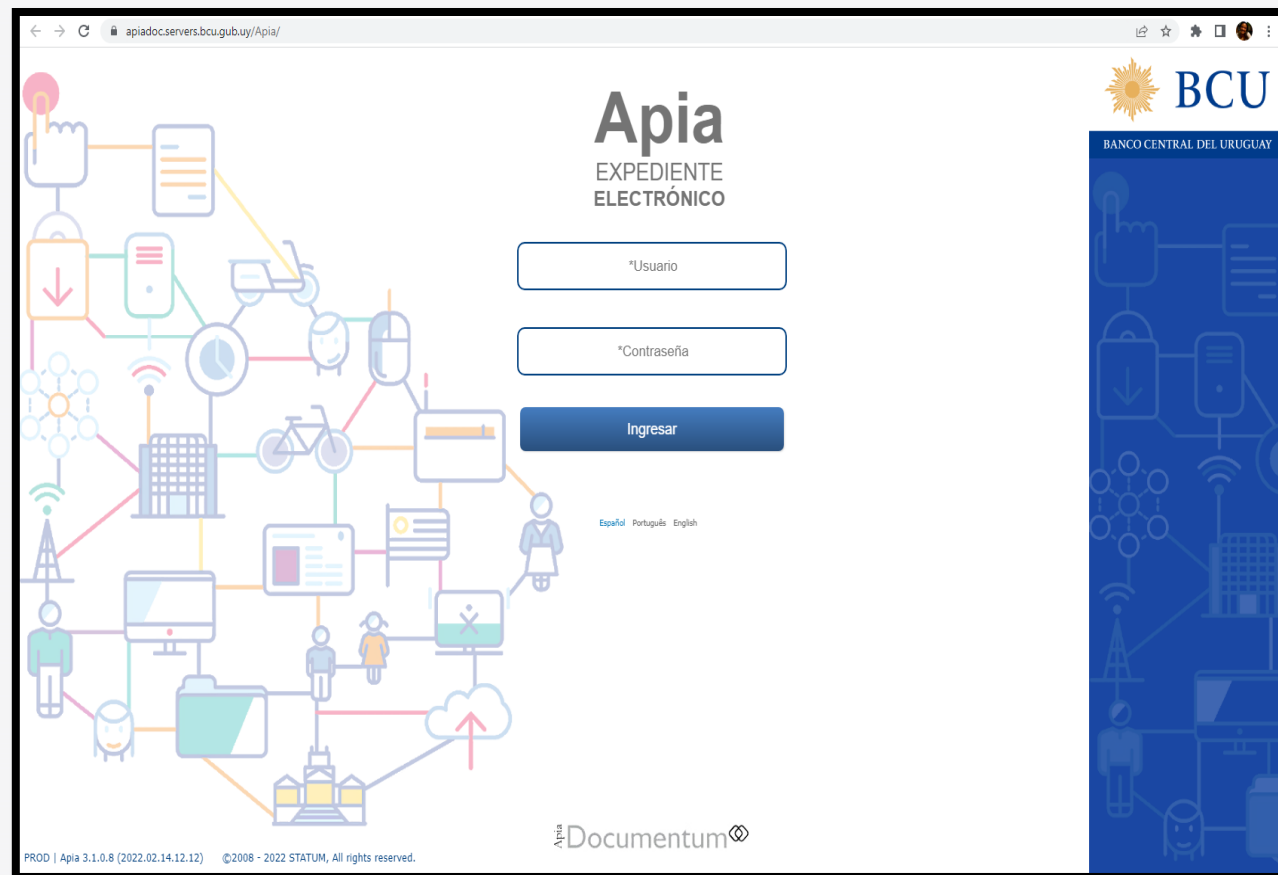 apiadoc.servers.bcu.gub.uy/Apia/
BCU
BANCO CENTRAL DEL URUGUAY
Apia
EXPEDIENTE
ELECTRÓNICO
*Usuario
*Contraseña
Ingresar
Español Português English
Apia Documentum
PROD | Apia 3.1.0.8 (2022.02.14.12.12) ©2008 - 2022 STATUM, All rights reserved.